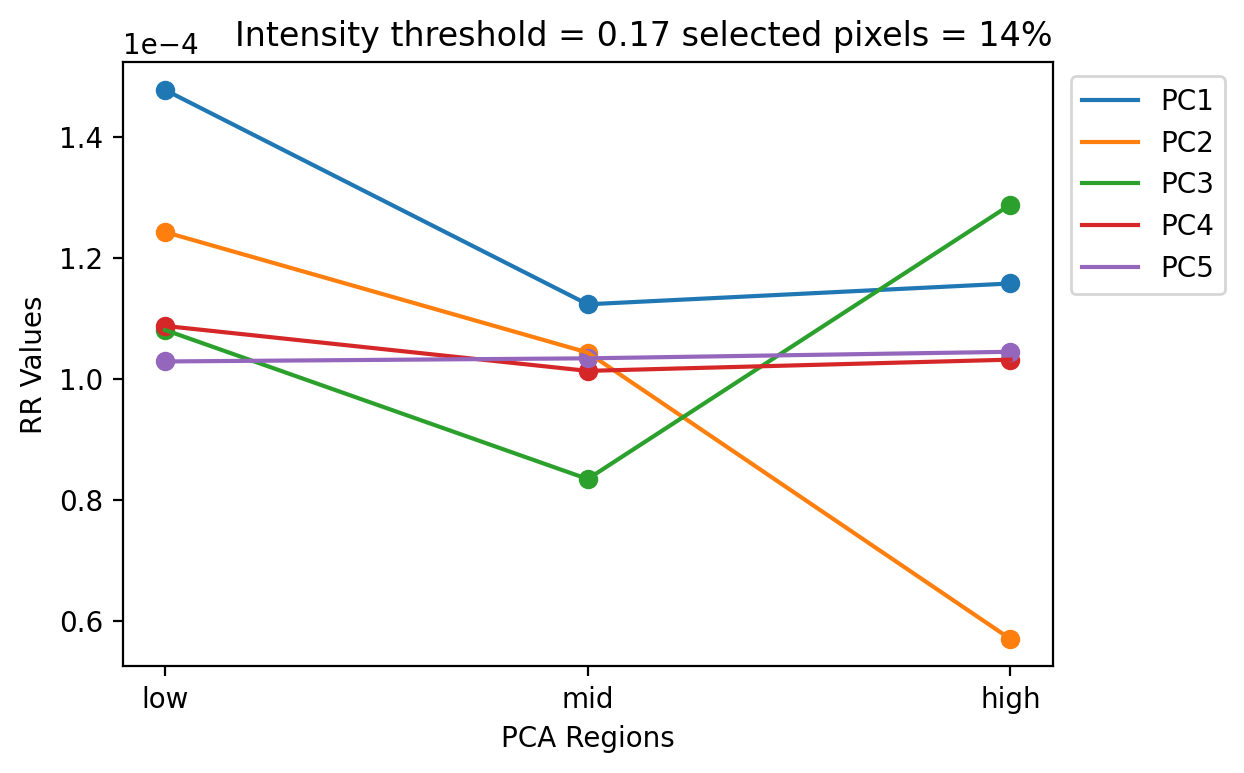 Intensity threshold = 0.17 selected pixels = 14%
1e−4
1.4
1.2
1.0
0.8
0.6
RR Values
low
mid
high
PCA Regions
PC1
PC2
PC3
PC4
PC5